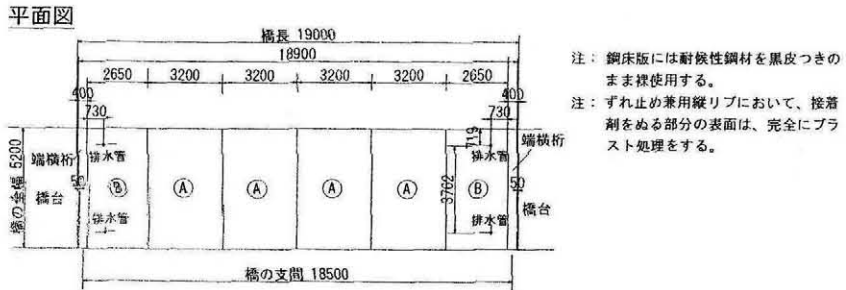 平面図
橋長 19000
18900
2650 3200 3200 3200 3200 2650
400 400
730 730
注： 鋼床版には耐候性鋼材を黒皮つきの
まま裸使用する。
注： ずれ止め兼用縦リブにおいて、接着
剤をぬる部分の表面は、完全にブラ
スト処理をする。
橋の全幅 5200
端横桁
橋台
50
排水管
排水管
Ⓑ Ⓐ Ⓐ Ⓐ Ⓐ Ⓑ
719
3762
排水管
排水管
端横桁
50
橋台
橋の支間 18500